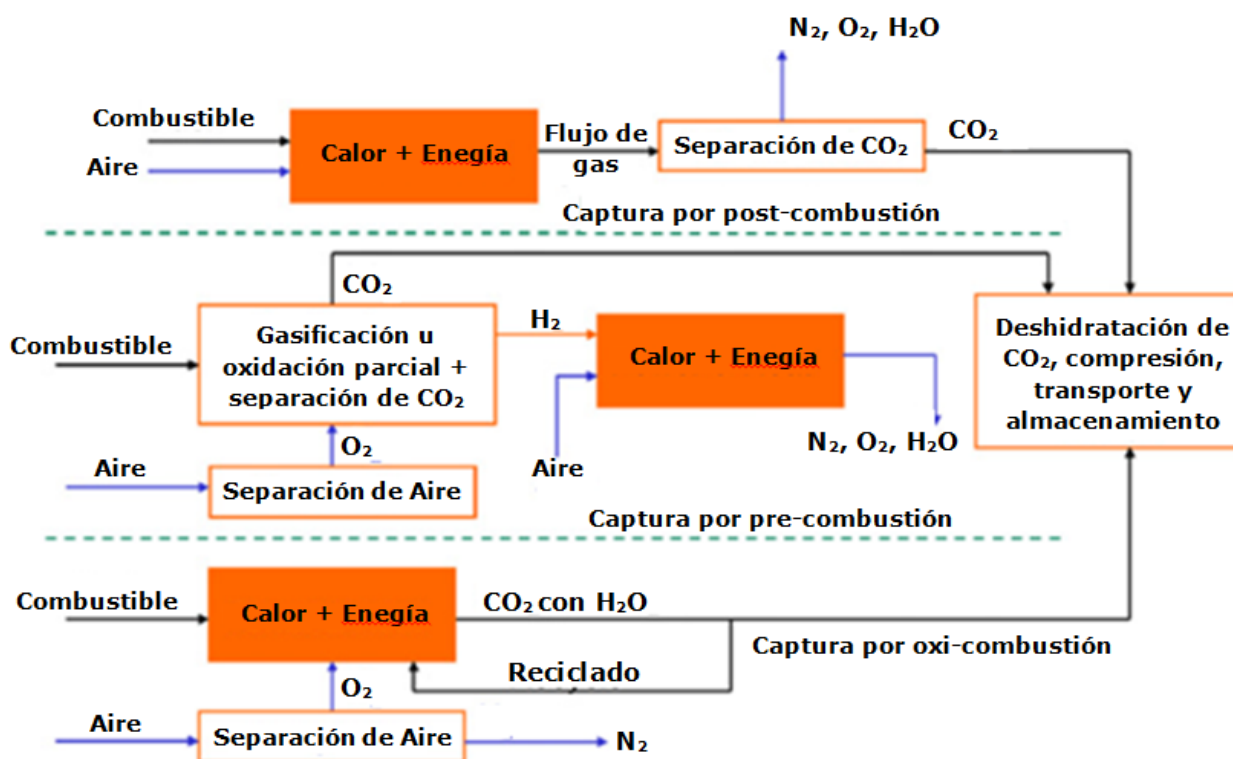 N₂, O₂, H₂O
Combustible
Aire
Calor + Enegía
Flujo de
gas
Separación de CO₂
CO₂
Captura por post-combustión
CO₂
Combustible
Gasificación u
oxidación parcial +
separación de CO₂
H₂
Calor + Enegía
Deshidratación de
CO₂, compresión,
transporte y
almacenamiento
N₂, O₂, H₂O
O₂
Aire
Aire
Separación de Aire
Captura por pre-combustión
Combustible
Calor + Enegía
CO₂ con H₂O
Captura por oxi-combustión
Reciclado
O₂
Aire
Separación de Aire
N₂